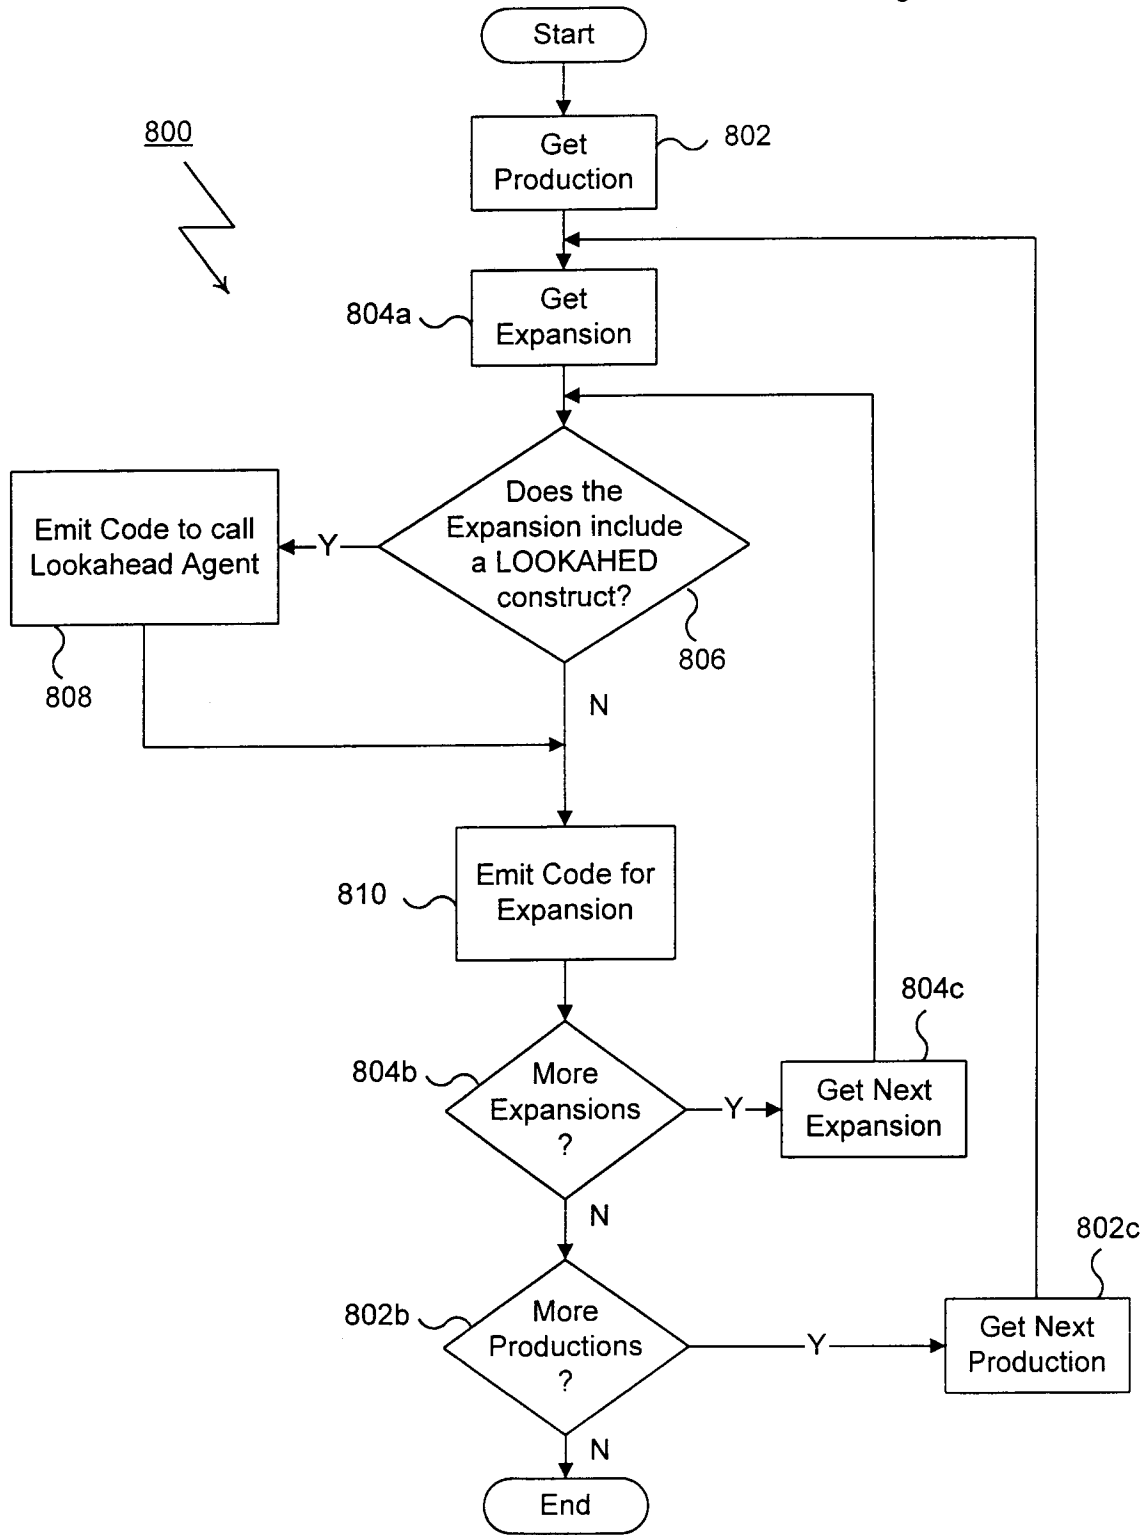 Start
800
Get
Production
802
804a
Get
Expansion
Does the
Expansion include
a LOOKAHED
construct?
Y
Emit Code to call
Lookahead Agent
806
808
N
810
Emit Code for
Expansion
804c
804b
More
Expansions
?
Y
Get Next
Expansion
N
802c
802b
More
Productions
?
Y
Get Next
Production
N
End